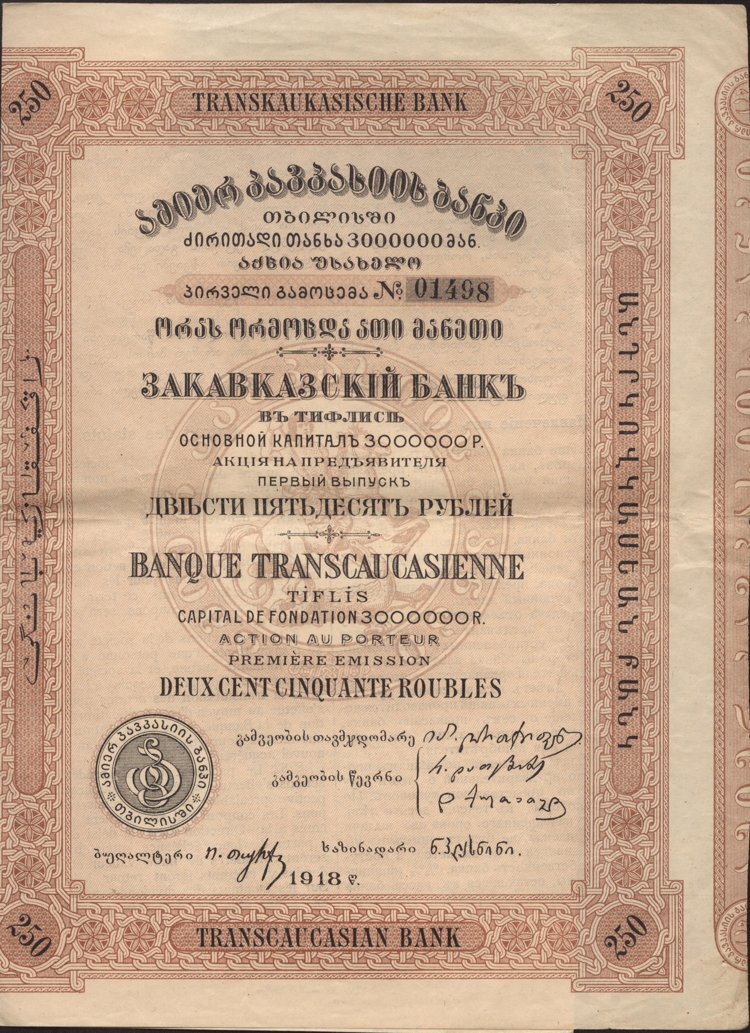 250
TRANSKAUKASISCHE BANK
250
ამიერ კავკასიის ბანკი
თბილისში
ძირითადი თანხა 3000000 მან.
აქცია უსახელო
პირველი გამოცემა № 01498
ორას ორმოცდა ათი მანეთი
ЗАКАВКАЗСКІЙ БАНКЪ
ВЪ ТИФЛИСѢ
ОСНОВНОЙ КАПИТАЛЪ 3000000 Р.
АКЦІЯ НА ПРЕДЪЯВИТЕЛЯ
ПЕРВЫЙ ВЫПУСКЪ
ДВѢСТИ ПЯТЬДЕСЯТЪ РУБЛЕЙ
BANQUE TRANSCAUCASIENNE
TIFLIS
CAPITAL DE FONDATION 3000000 R.
ACTION AU PORTEUR
PREMIÈRE EMISSION
DEUX CENT CINQUANTE ROUBLES
გამგეობის თავმჯდომარე
გამგეობის წევრნი
ამიერ კავკასიის ბანკი
თბილისში
ბუღალტერი
ხაზინადარი
1918 წ.
250
TRANSCAUCASIAN BANK
250